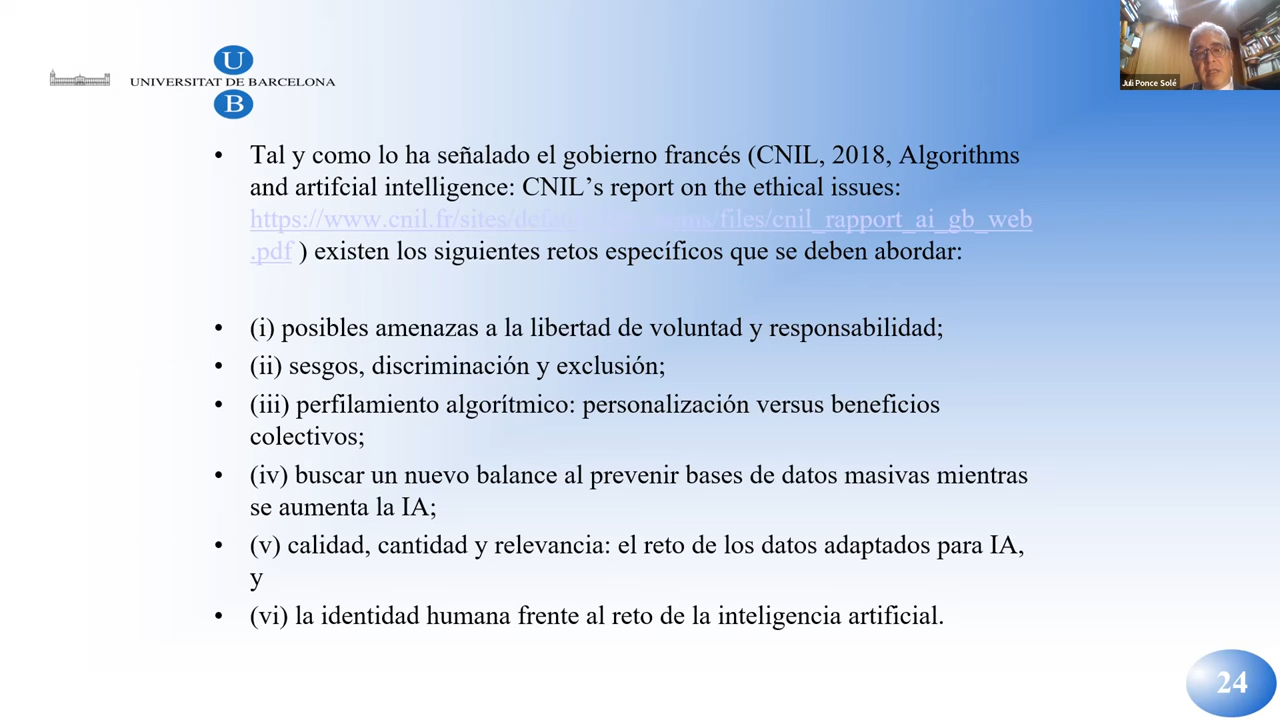 U
UNIVERSITAT DE BARCELONA
B
Juli Ponce Solé
• Tal y como lo ha señalado el gobierno francés (CNIL, 2018, Algorithms
and artifcial intelligence: CNIL's report on the ethical issues:
https://www.cnil.fr/sites/ /files/cnil_rapport_ai_gb_web
.pdf ) existen los siguientes retos específicos que se deben abordar:
• (i) posibles amenazas a la libertad de voluntad y responsabilidad;
• (ii) sesgos, discriminación y exclusión;
• (iii) perfilamiento algorítmico: personalización versus beneficios
colectivos;
• (iv) buscar un nuevo balance al prevenir bases de datos masivas mientras
se aumenta la IA;
• (v) calidad, cantidad y relevancia: el reto de los datos adaptados para IA,
y
• (vi) la identidad humana frente al reto de la inteligencia artificial.
24